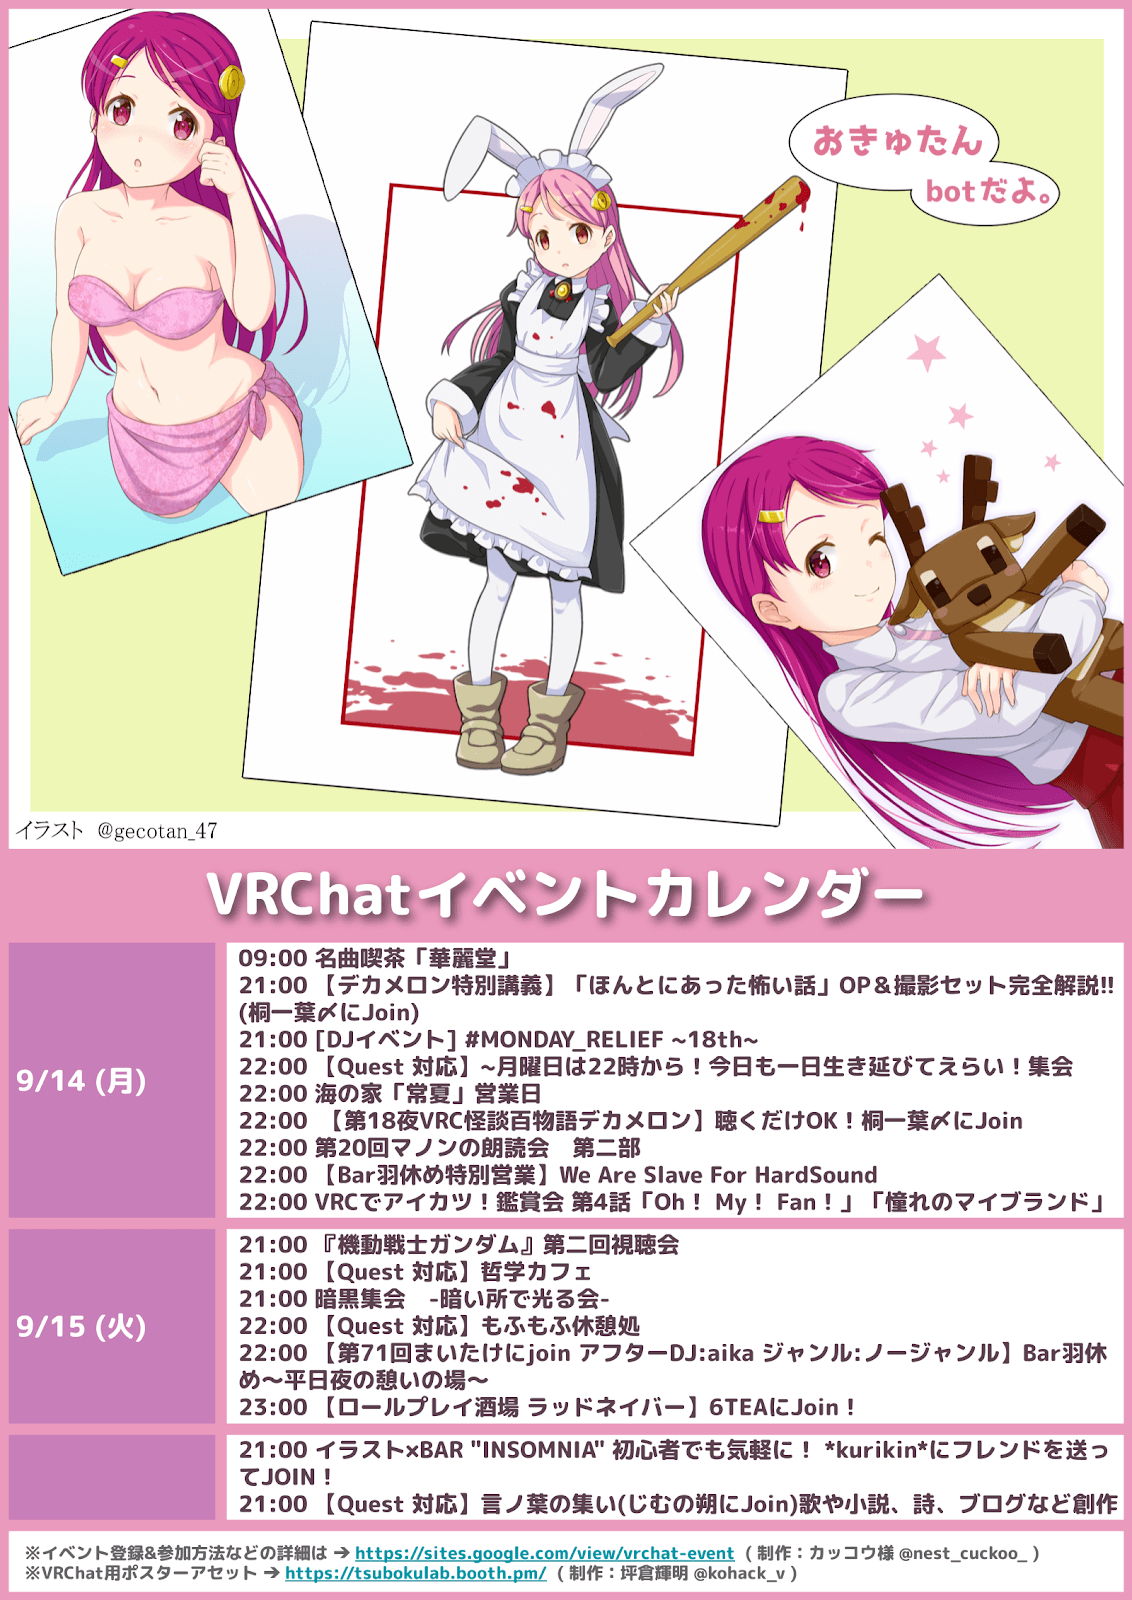 おきゅたん
botだよ。
イラスト @gecotan_47
VRChatイベントカレンダー
9/14 (月)
09:00 名曲喫茶「華麗堂」
21:00 【デカメロン特別講義】「ほんとにあった怖い話」OP＆撮影セット完全解説!!
(桐一葉〆にJoin)
21:00 [DJイベント] #MONDAY_RELIEF ~18th~
22:00 【Quest 対応】~月曜日は22時から！今日も一日生き延びてえらい！集会
22:00 海の家「常夏」営業日
22:00 【第18夜VRC怪談百物語デカメロン】聴くだけOK！桐一葉〆にJoin
22:00 第20回マノンの朗読会　第二部
22:00 【Bar羽休め特別営業】We Are Slave For HardSound
22:00 VRCでアイカツ！鑑賞会 第4話「Oh！ My！ Fan！」「憧れのマイブランド」
9/15 (火)
21:00 『機動戦士ガンダム』第二回視聴会
21:00 【Quest 対応】哲学カフェ
21:00 暗黒集会　-暗い所で光る会-
22:00 【Quest 対応】もふもふ休憩処
22:00 【第71回まいたけにjoin アフターDJ:aika ジャンル:ノージャンル】Bar羽休
め〜平日夜の憩いの場〜
23:00 【ロールプレイ酒場 ラッドネイバー】6TEAにJoin！
21:00 イラスト×BAR "INSOMNIA" 初心者でも気軽に！ *kurikin*にフレンドを送っ
てJOIN！
21:00 【Quest 対応】言ノ葉の集い(じむの朔にJoin)歌や小説、詩、ブログなど創作
※イベント登録&参加方法などの詳細は ➔ https://sites.google.com/view/vrchat-event （ 制作：カッコウ様 @nest_cuckoo_ ）
※VRChat用ポスターアセット ➔ https://tsubokulab.booth.pm/ （ 制作：坪倉輝明 @kohack_v ）